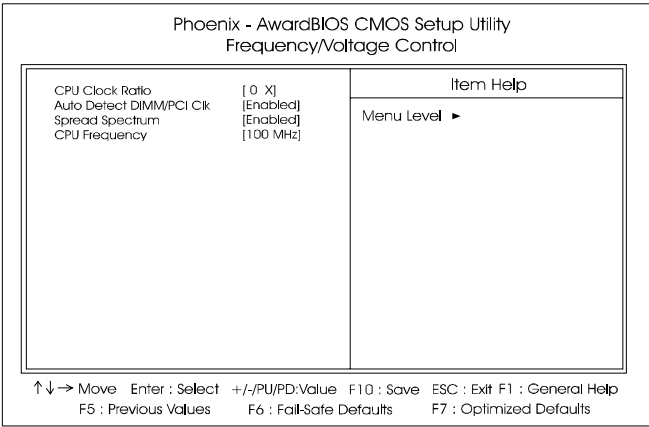 Phoenix - AwardBIOS CMOS Setup Utility
Frequency/Voltage Control
CPU Clock Ratio [ 0 X]
Auto Detect DIMM/PCI Clk [Enabled]
Spread Spectrum [Enabled]
CPU Frequency [100 MHz]
Item Help
Menu Level ►
↑↓→ Move Enter : Select +/-/PU/PD:Value F10 : Save ESC : Exit F1 : General Help
F5 : Previous Values F6 : Fail-Safe Defaults F7 : Optimized Defaults